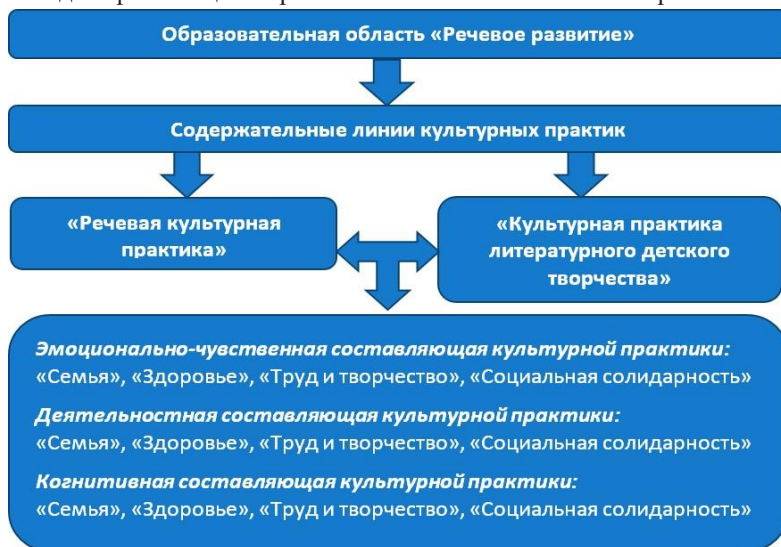 Образовательная область «Речевое развитие»
Содержательные линии культурных практик
«Речевая культурная
практика»
«Культурная практика
литературного детского
творчества»
Эмоционально-чувственная составляющая культурной практики:
«Семья», «Здоровье», «Труд и творчество», «Социальная солидарность»
Деятельностная составляющая культурной практики:
«Семья», «Здоровье», «Труд и творчество», «Социальная солидарность»
Когнитивная составляющая культурной практики:
«Семья», «Здоровье», «Труд и творчество», «Социальная солидарность»